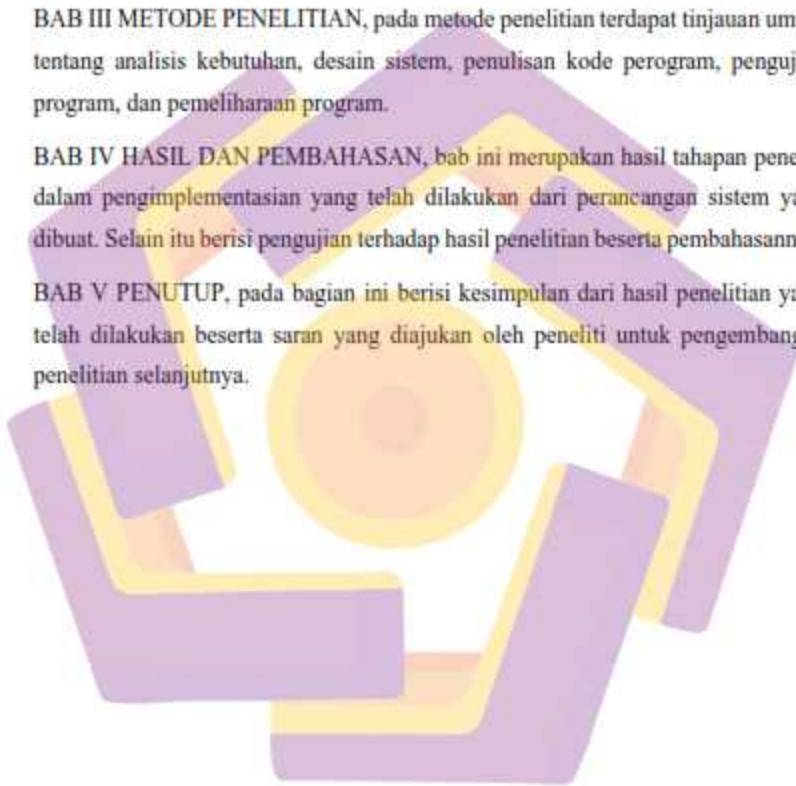 BAB III METODE PENELITIAN, pada metode penelitian terdapat tinjauan um
tentang analisis kebutuhan, desain sistem, penulisan kode perogram, penguji
program, dan pemeliharaan program.
BAB IV HASIL DAN PEMBAHASAN, bab ini merupakan hasil tahapan pene
dalam pengimplementasian yang telah dilakukan dari perancangan sistem ya
dibuat. Selain itu berisi pengujian terhadap hasil penelitian beserta pembahasann
BAB V PENUTUP, pada bagian ini berisi kesimpulan dari hasil penelitian ya
telah dilakukan beserta saran yang diajukan oleh peneliti untuk pengembang
penelitian selanjutnya.